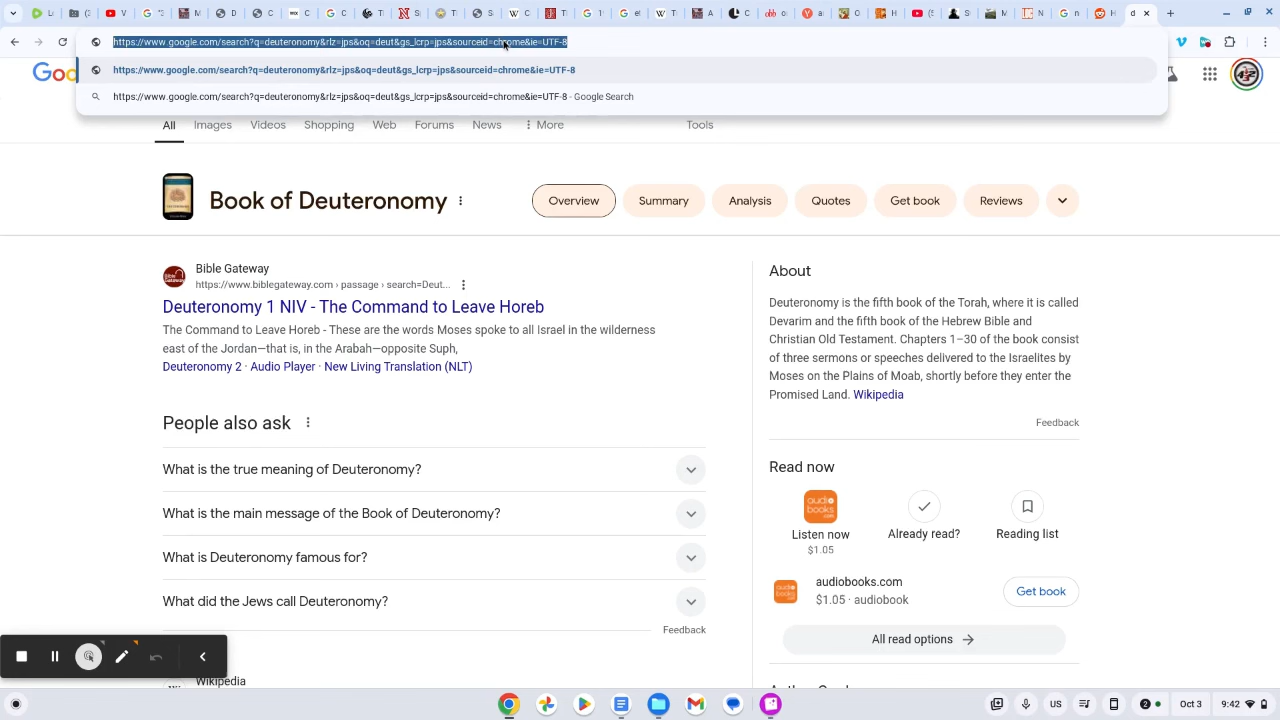 https://www.google.com/search?q=deuteronomy&rlz=jps&oq=deut&gs_lcrp=jps&sourceid=chrome&ie=UTF-8
https://www.google.com/search?q=deuteronomy&rlz=jps&oq=deut&gs_lcrp=jps&sourceid=chrome&ie=UTF-8
https://www.google.com/search?q=deuteronomy&rlz=jps&oq=deut&gs_lcrp=jps&sourceid=chrome&ie=UTF-8 - Google Search
Goo
All Images Videos Shopping Web Forums News More Tools
Book of Deuteronomy
Overview Summary Analysis Quotes Get book Reviews
Bible Gateway
https://www.biblegateway.com › passage › search=Deut...
Deuteronomy 1 NIV - The Command to Leave Horeb
The Command to Leave Horeb - These are the words Moses spoke to all Israel in the wilderness
east of the Jordan—that is, in the Arabah—opposite Suph,
Deuteronomy 2 · Audio Player · New Living Translation (NLT)
People also ask
What is the true meaning of Deuteronomy?
What is the main message of the Book of Deuteronomy?
What is Deuteronomy famous for?
What did the Jews call Deuteronomy?
Feedback
Wikipedia
About
Deuteronomy is the fifth book of the Torah, where it is called
Devarim and the fifth book of the Hebrew Bible and
Christian Old Testament. Chapters 1–30 of the book consist
of three sermons or speeches delivered to the Israelites by
Moses on the Plains of Moab, shortly before they enter the
Promised Land. Wikipedia
Feedback
Read now
audiobooks.com
Listen now Already read? Reading list
$1.05
audiobooks.com
$1.05 · audiobook
Get book
All read options
US 2 Oct 3 9:42